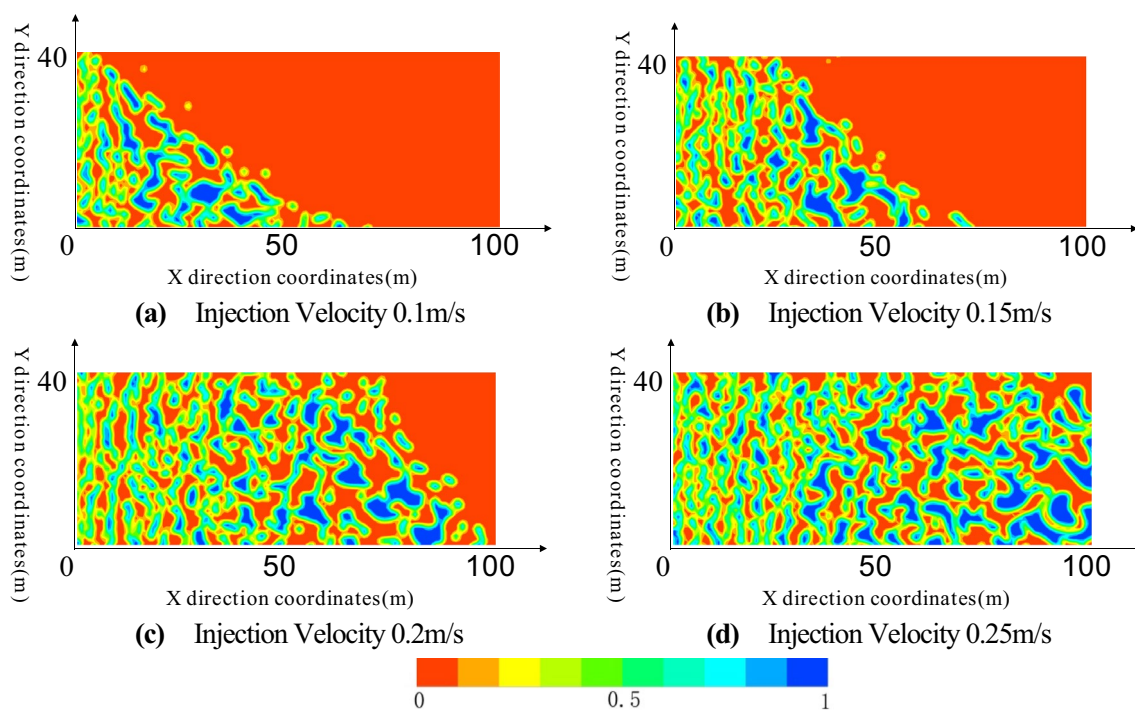 Y direction coordinates(m)
40
0
50
100
X direction coordinates(m)
(a) Injection Velocity 0.1m/s
Y direction coordinates(m)
40
0
50
100
X direction coordinates(m)
(b) Injection Velocity 0.15m/s
Y direction coordinates(m)
40
0
50
100
X direction coordinates(m)
(c) Injection Velocity 0.2m/s
Y direction coordinates(m)
40
0
50
100
X direction coordinates(m)
(d) Injection Velocity 0.25m/s
0
0.5
1